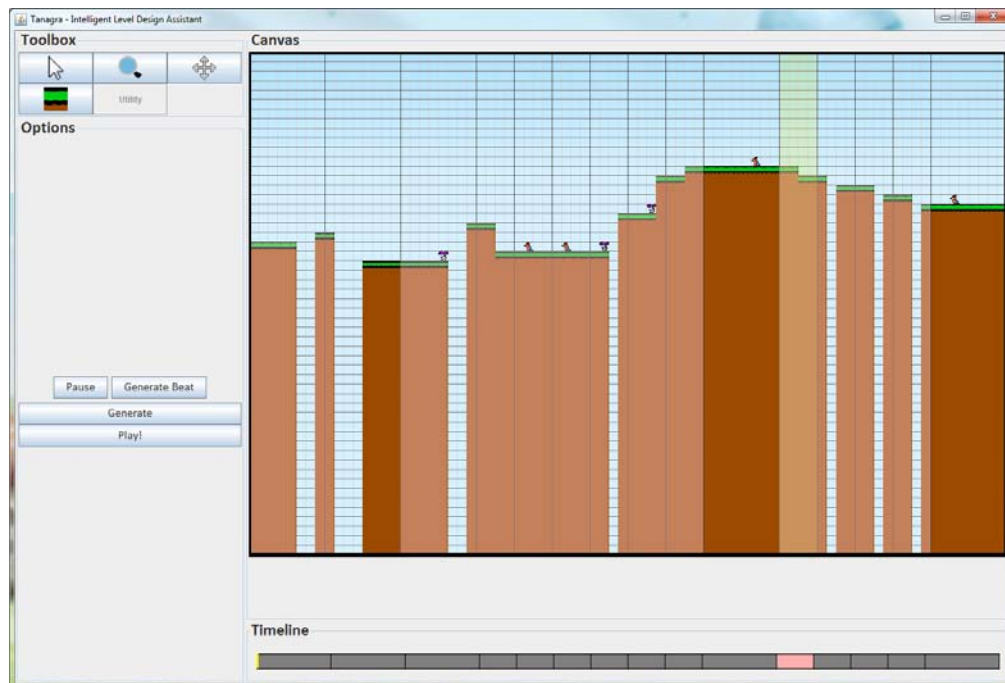 Tanagra - Intelligent Level Design Assistant
Toolbox
Canvas
Utility
Options
Pause
Generate Beat
Generate
Play!
Timeline